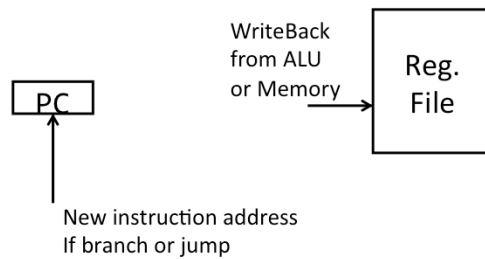 WriteBack
from ALU
or Memory
Reg.
File
PC
New instruction address
If branch or jump